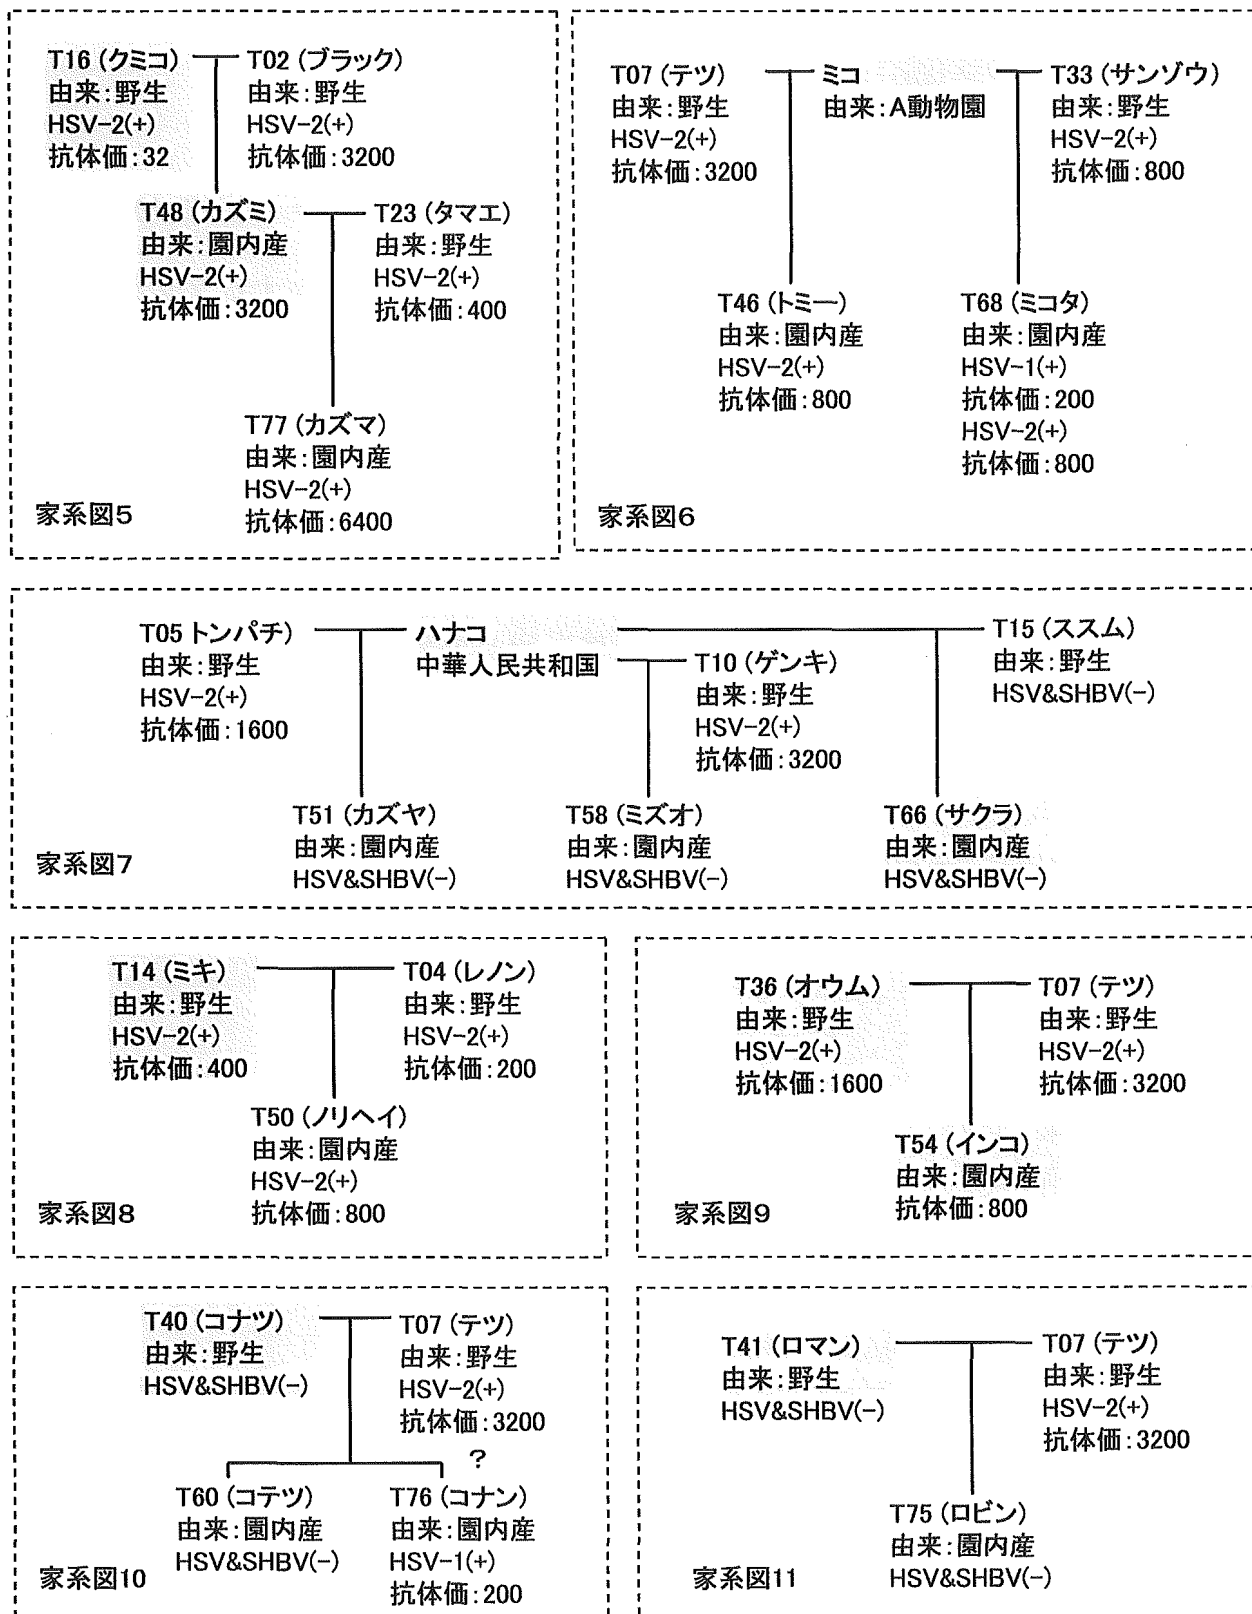 T16 (クミコ)
由来:野生
HSV-2(+)
抗体価:32
T02 (ブラック)
由来:野生
HSV-2(+)
抗体価:3200
T48 (カズミ)
由来:園内産
HSV-2(+)
抗体価:3200
T23 (タマエ)
由来:野生
HSV-2(+)
抗体価:400
T77 (カズマ)
由来:園内産
HSV-2(+)
抗体価:6400
家系図5
T07 (テツ)
由来:野生
HSV-2(+)
抗体価:3200
ミコ
由来:A動物園
T33 (サンゾウ)
由来:野生
HSV-2(+)
抗体価:800
T46 (トミー)
由来:園内産
HSV-2(+)
抗体価:800
T68 (ミコタ)
由来:園内産
HSV-1(+)
抗体価:200
HSV-2(+)
抗体価:800
家系図6
T05 トンパチ)
由来:野生
HSV-2(+)
抗体価:1600
ハナコ
中華人民共和国
T10 (ゲンキ)
由来:野生
HSV-2(+)
抗体価:3200
T15 (ススム)
由来:野生
HSV&SHBV(-)
T51 (カズヤ)
由来:園内産
HSV&SHBV(-)
T58 (ミズオ)
由来:園内産
HSV&SHBV(-)
T66 (サクラ)
由来:園内産
HSV&SHBV(-)
家系図7
T14 (ミキ)
由来:野生
HSV-2(+)
抗体価:400
T04 (レノン)
由来:野生
HSV-2(+)
抗体価:200
T50 (ノリヘイ)
由来:園内産
HSV-2(+)
抗体価:800
家系図8
T36 (オウム)
由来:野生
HSV-2(+)
抗体価:1600
T07 (テツ)
由来:野生
HSV-2(+)
抗体価:3200
T54 (インコ)
由来:園内産
抗体価:800
家系図9
T40 (コナツ)
由来:野生
HSV&SHBV(-)
T07 (テツ)
由来:野生
HSV-2(+)
抗体価:3200
?
T60 (コテツ)
由来:園内産
HSV&SHBV(-)
T76 (コナン)
由来:園内産
HSV-1(+)
抗体価:200
家系図10
T41 (ロマン)
由来:野生
HSV&SHBV(-)
T07 (テツ)
由来:野生
HSV-2(+)
抗体価:3200
T75 (ロビン)
由来:園内産
HSV&SHBV(-)
家系図11